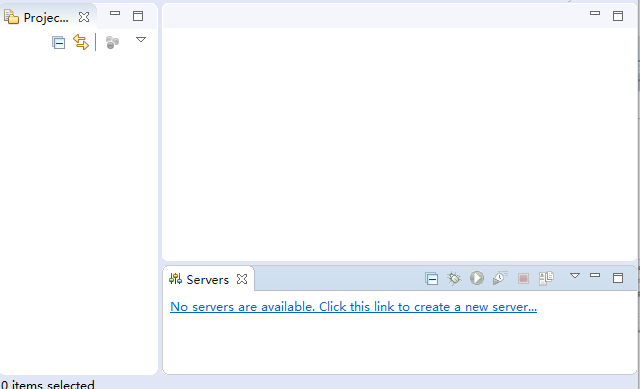 Projec...
Servers
No servers are available. Click this link to create a new server...
0 items selected